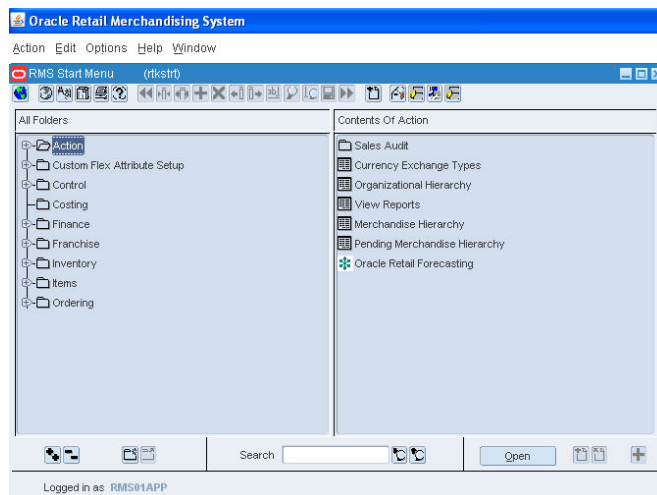 Oracle Retail Merchandising System
Action Edit Options Help Window
RMS Start Menu (rtkstrt)
All Folders
Contents Of Action
Action
Custom Flex Attribute Setup
Control
Costing
Finance
Franchise
Inventory
Items
Ordering
Sales Audit
Currency Exchange Types
Organizational Hierarchy
View Reports
Merchandise Hierarchy
Pending Merchandise Hierarchy
Oracle Retail Forecasting
Search
Open
Logged in as RMS01APP